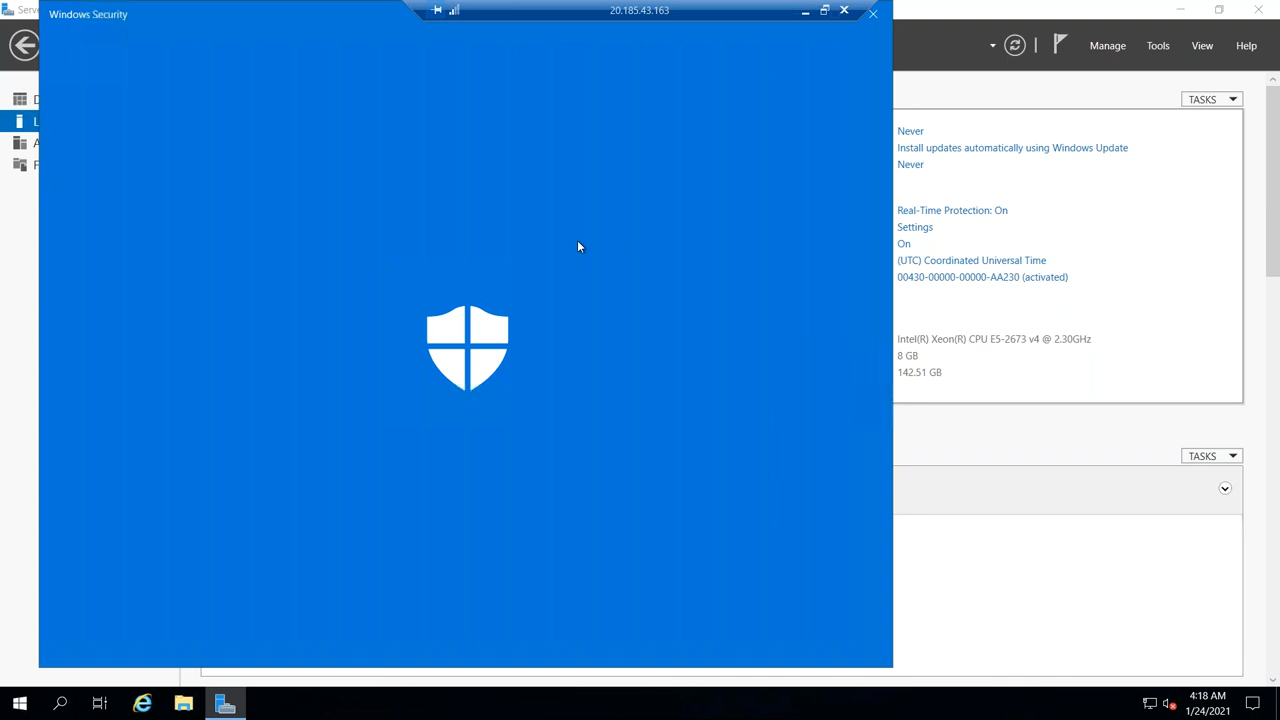 Serve
Windows Security
20.185.43.163
Manage
Tools
View
Help
D
L
A
F
TASKS
Never
Install updates automatically using Windows Update
Never
Real-Time Protection: On
Settings
On
(UTC) Coordinated Universal Time
00430-00000-00000-AA230 (activated)
Intel(R) Xeon(R) CPU E5-2673 v4 @ 2.30GHz
8 GB
142.51 GB
TASKS
4:18 AM
1/24/2021